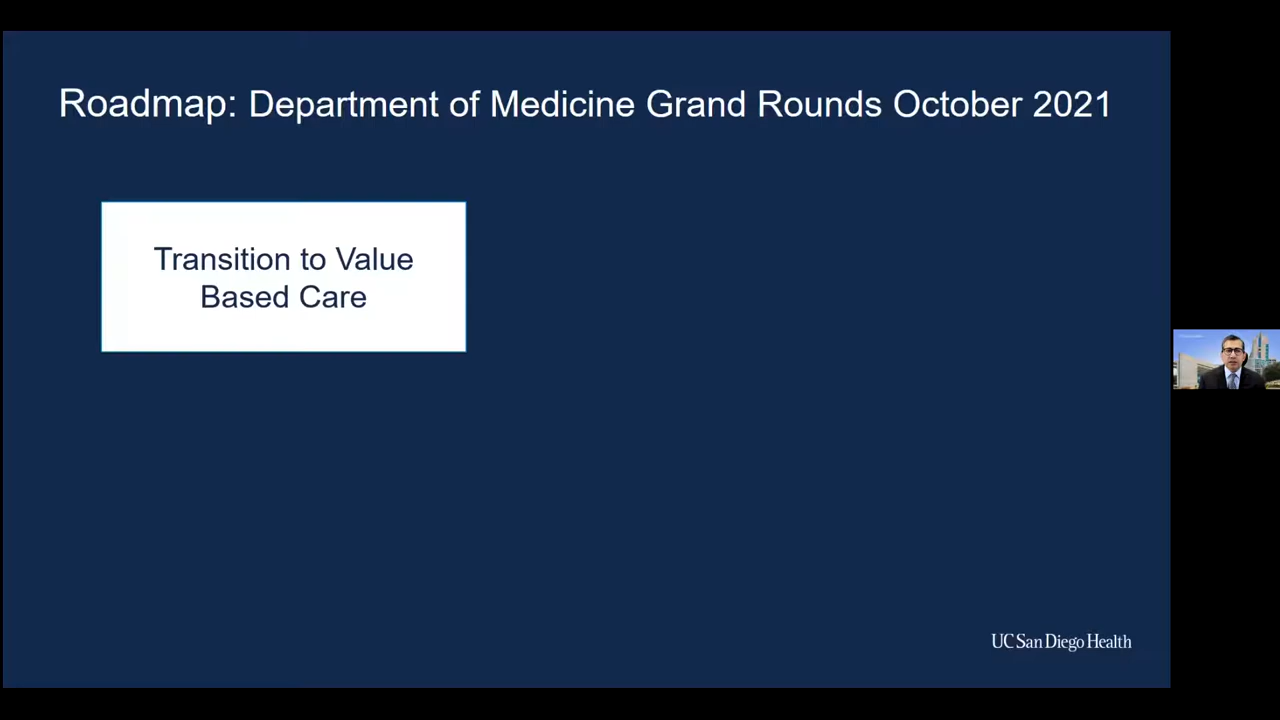 Roadmap: Department of Medicine Grand Rounds October 2021
Transition to Value
Based Care
UC San Diego Health